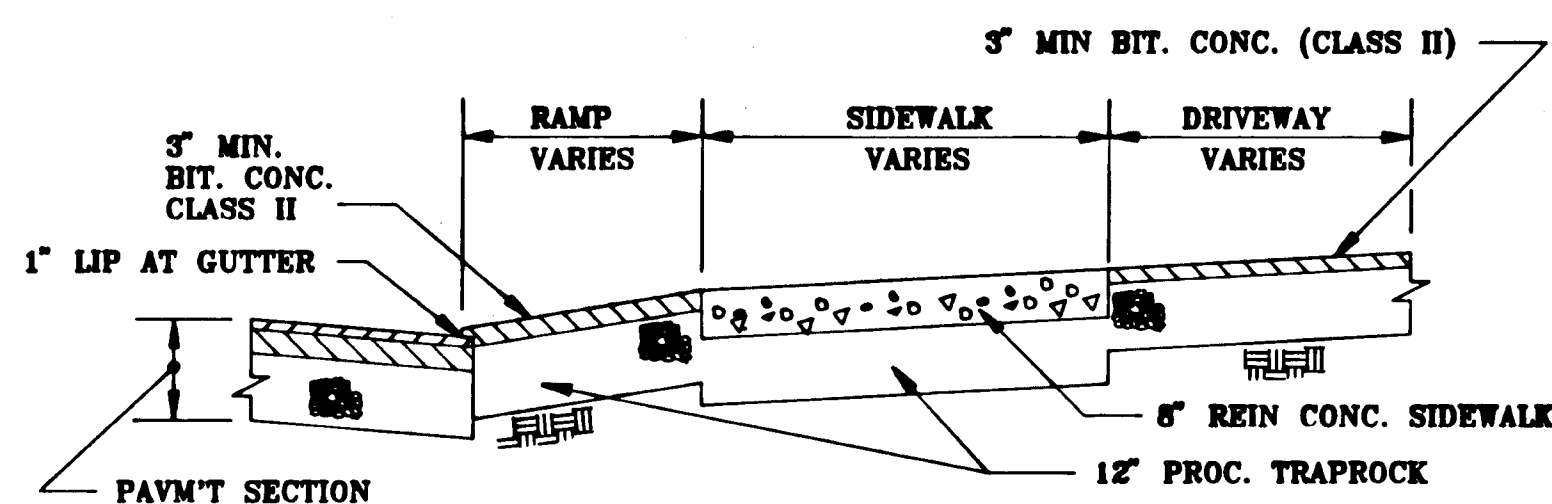 3" MIN BIT. CONC. (CLASS II)
RAMP
VARIES
SIDEWALK
VARIES
DRIVEWAY
VARIES
3" MIN.
BIT. CONC.
CLASS II
1" LIP AT GUTTER
8" REIN CONC. SIDEWALK
12" PROC. TRAPROCK
PAVM'T SECTION